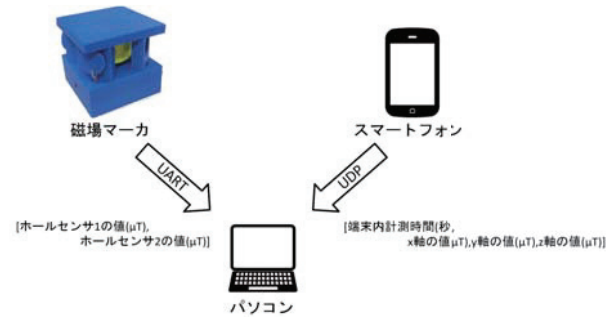 磁場マーカ
スマートフォン
UART
UDP
[ホールセンサ1の値(μT),
ホールセンサ2の値(μT)]
[端末内計測時間(秒,
x軸の値μT),y軸の値(μT),z軸の値(μT)]
パソコン